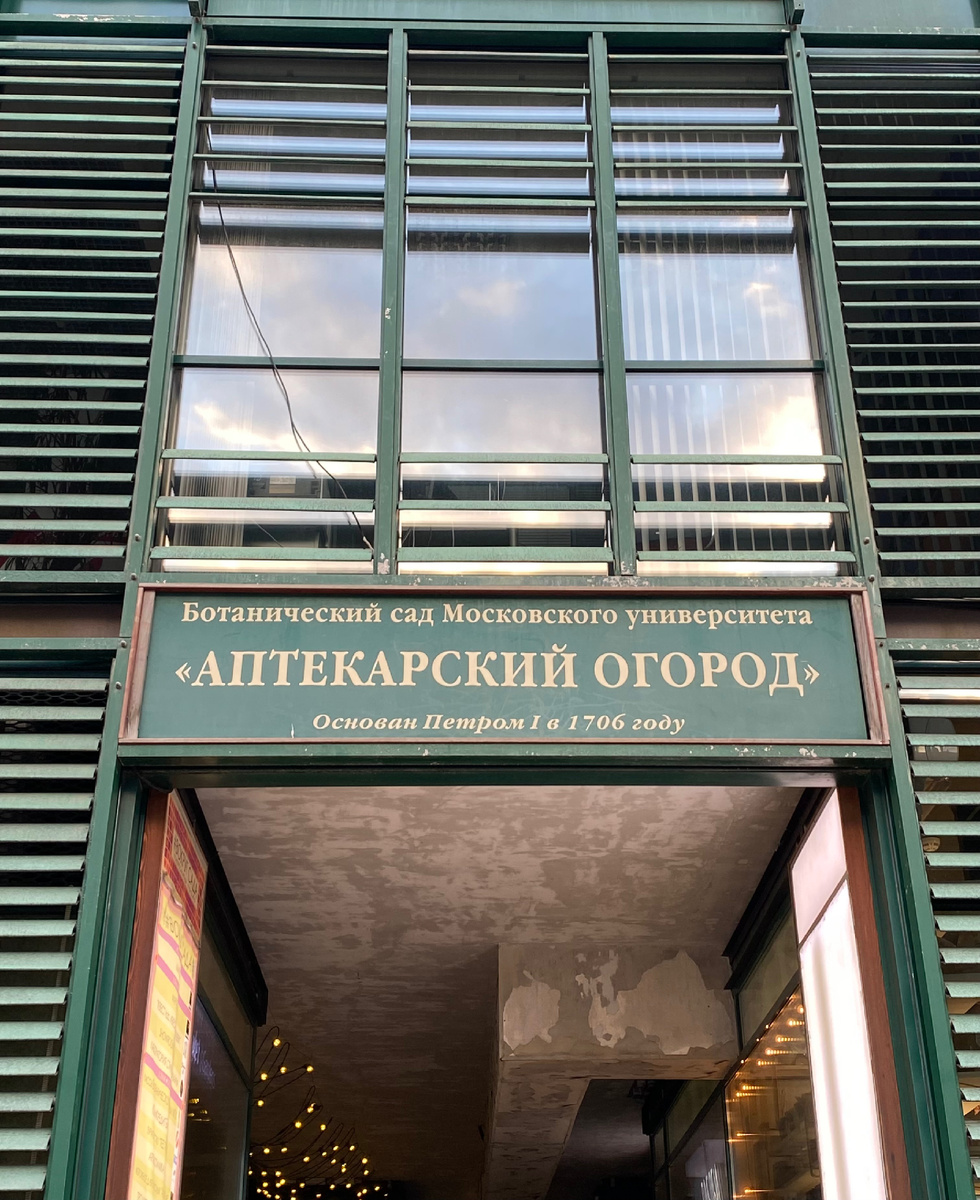 Ботанический сад Московского университета
«АПТЕКАРСКИЙ ОГОРОД»
Основан Петром I в 1706 году